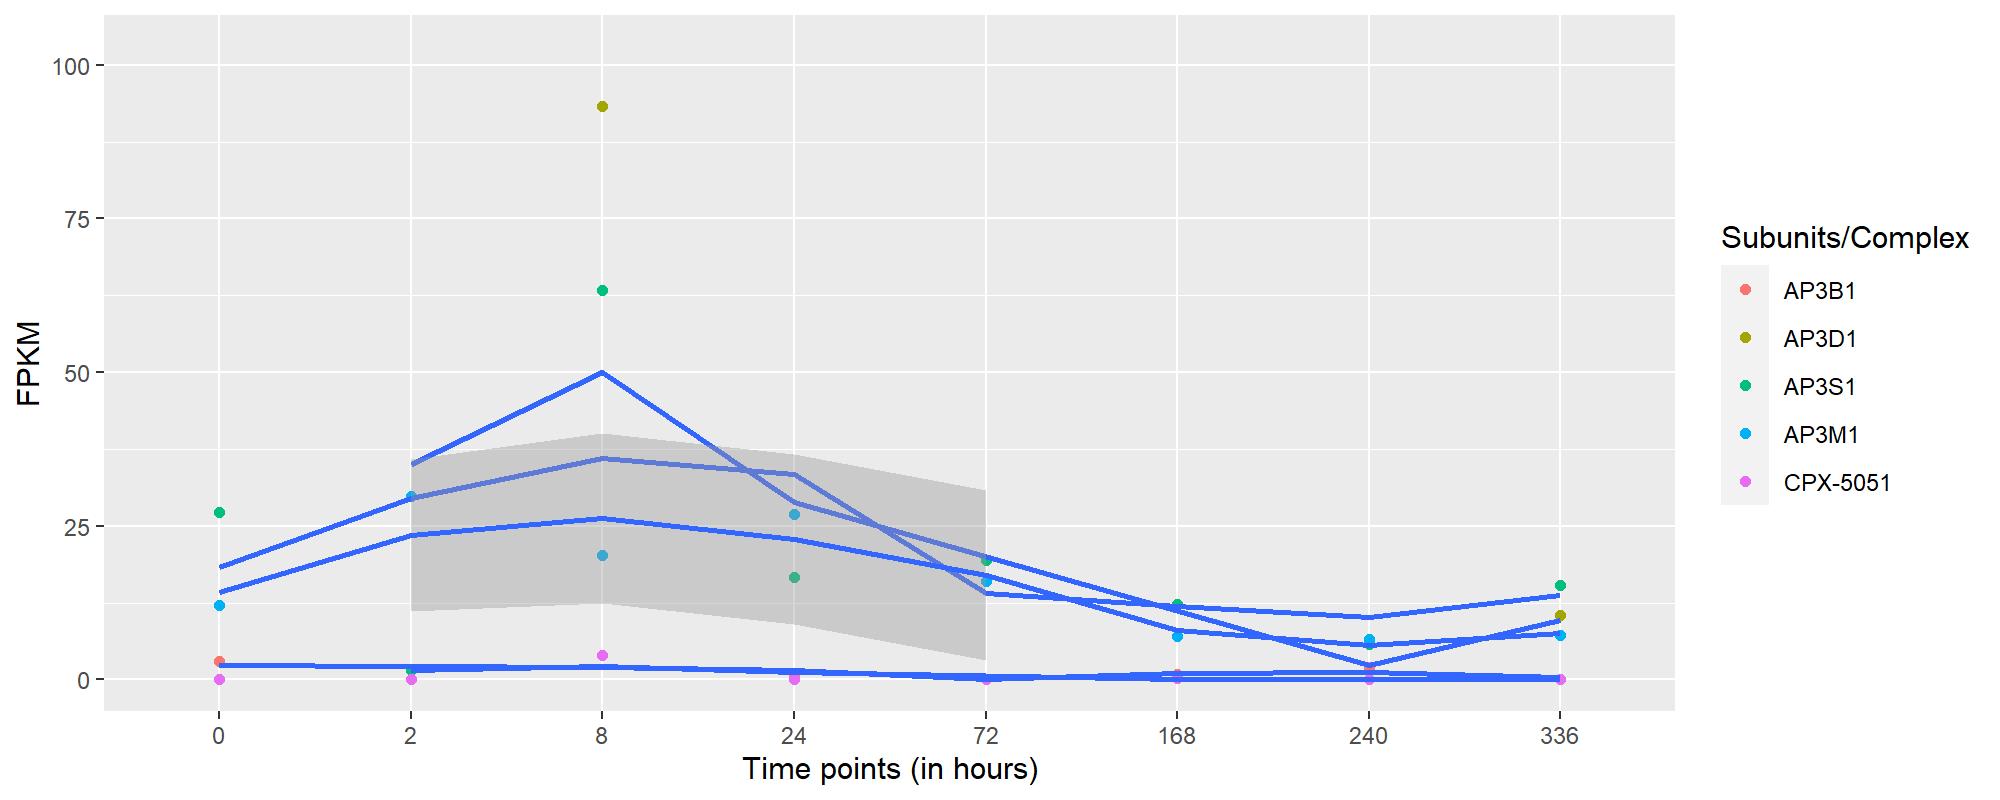 FPKM
100
75
50
25
0
0 2 8 24 72 168 240 336
Time points (in hours)
Subunits/Complex
AP3B1
AP3D1
AP3S1
AP3M1
CPX-5051